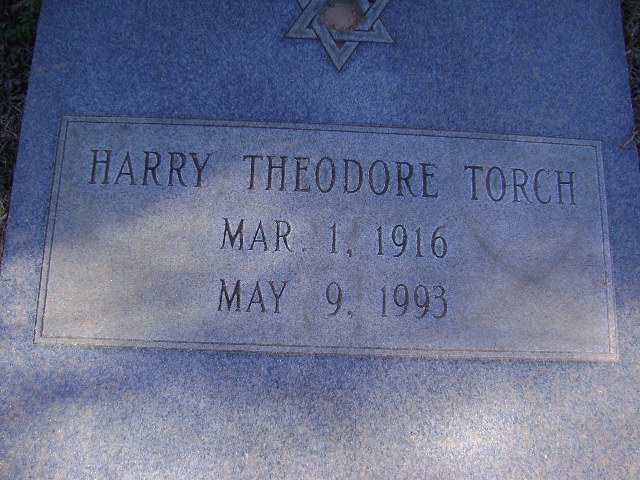 HARRY THEODORE TORCH
MAR. 1, 1916
MAY 9, 1993